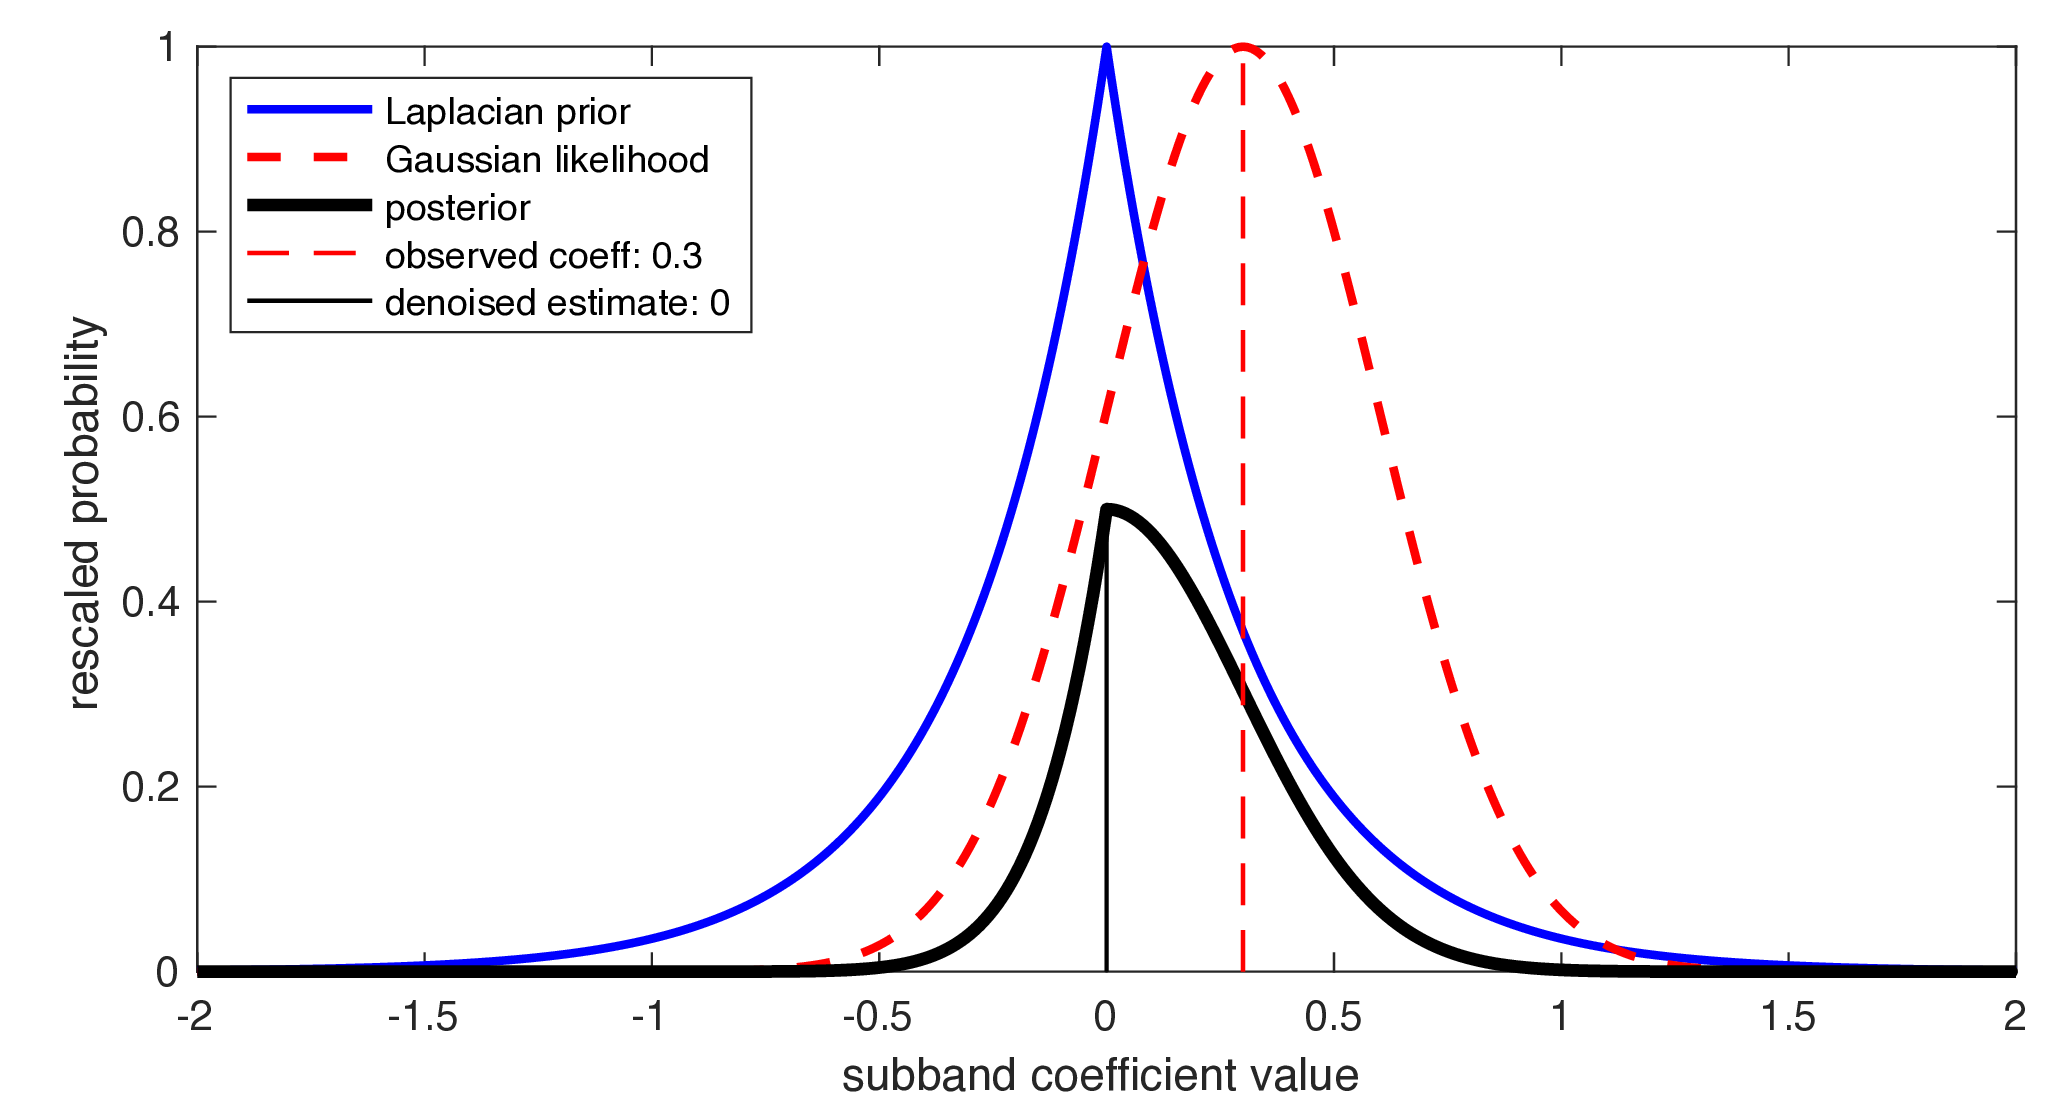 1
0.8
0.6
0.4
0.2
0
rescaled probability
Laplacian prior
Gaussian likelihood
posterior
observed coeff: 0.3
denoised estimate: 0
-2 -1.5 -1 -0.5 0 0.5 1 1.5 2
subband coefficient value